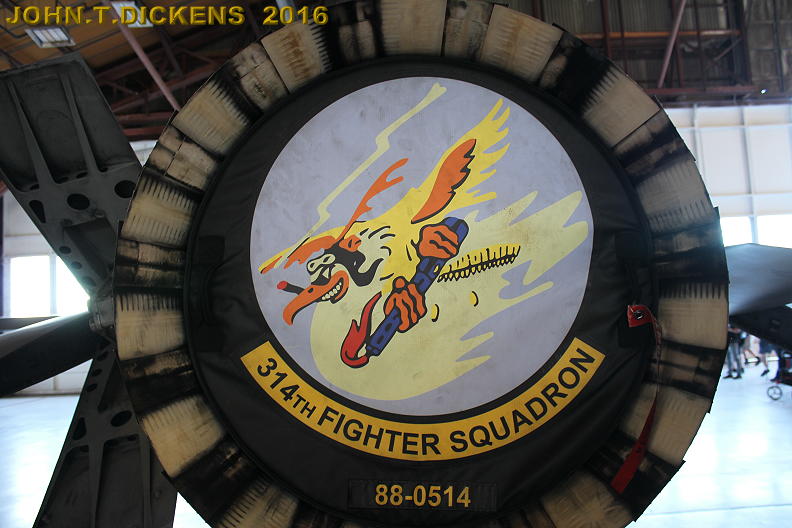 JOHN.T.DICKENS 2016
314TH FIGHTER SQUADRON
88-0514